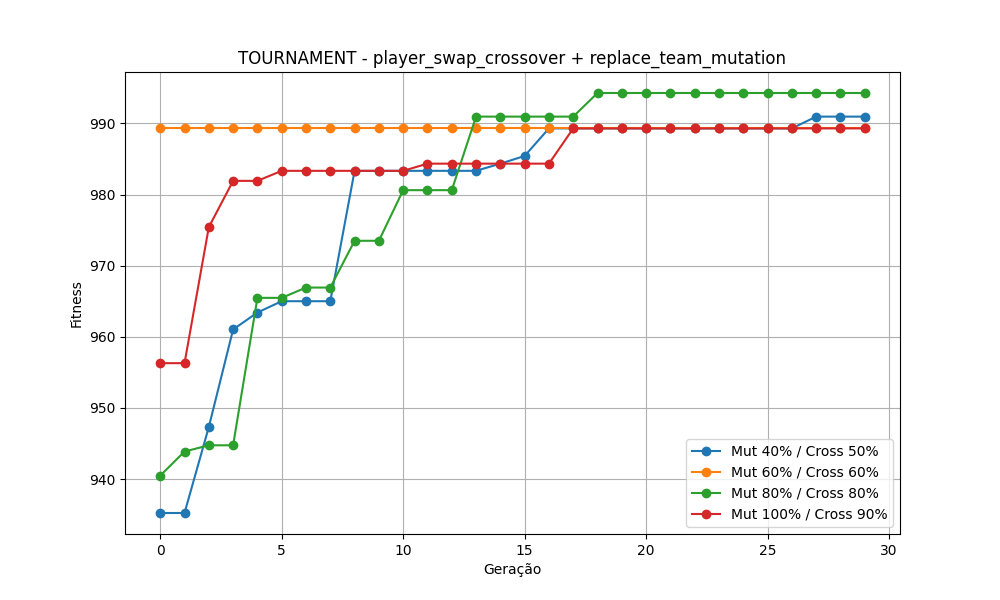 TOURNAMENT - player_swap_crossover + replace_team_mutation
990
980
970
960
950
940
Fitness
0 5 10 15 20 25 30
Geração
Mut 40% / Cross 50%
Mut 60% / Cross 60%
Mut 80% / Cross 80%
Mut 100% / Cross 90%